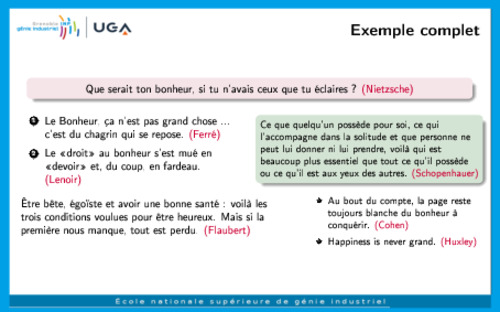 Grenoble INP
génie industriel
UGA
Exemple complet
Que serait ton bonheur, si tu n'avais ceux que tu éclaires ? (Nietzsche)
1 Le Bonheur, ça n'est pas grand chose ...
c'est du chagrin qui se repose. (Ferré)
2 Le «droit» au bonheur s'est mué en
«devoir» et, du coup, en fardeau.
(Lenoir)
Être bête, égoïste et avoir une bonne santé : voilà les
trois conditions voulues pour être heureux. Mais si la
première nous manque, tout est perdu. (Flaubert)
Ce que quelqu'un possède pour soi, ce qui
l'accompagne dans la solitude et que personne ne
peut lui donner ni lui prendre, voilà qui est
beaucoup plus essentiel que tout ce qu'il possède
ou ce qu'il est aux yeux des autres. (Schopenhauer)
Au bout du compte, la page reste
toujours blanche du bonheur à
conquérir. (Cohen)
Happiness is never grand. (Huxley)
École nationale supérieure de génie industriel